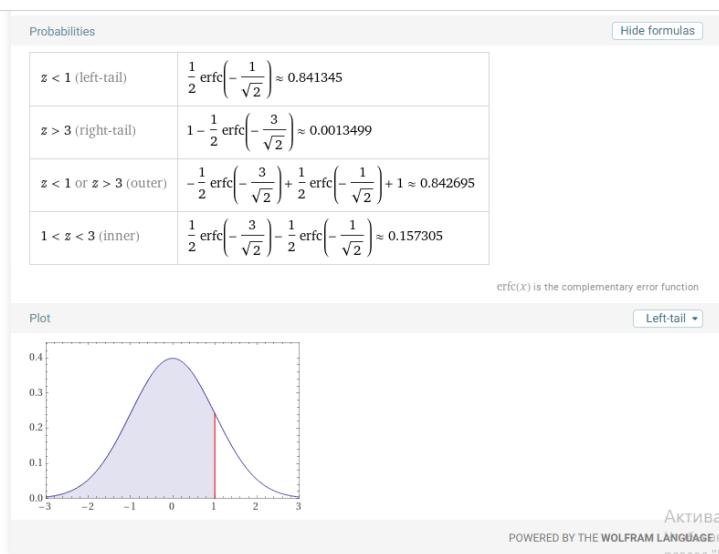 Probabilities
Hide formulas
z < 1 (left-tail) 1/2 erfc(-1/√2) ≈ 0.841345
z > 3 (right-tail) 1 - 1/2 erfc(-3/√2) ≈ 0.0013499
z < 1 or z > 3 (outer) -1/2 erfc(-3/√2) + 1/2 erfc(-1/√2) + 1 ≈ 0.842695
1 < z < 3 (inner) 1/2 erfc(-3/√2) - 1/2 erfc(-1/√2) ≈ 0.157305
erfc(x) is the complementary error function
Plot
Left-tail
0.4
0.3
0.2
0.1
0.0
-3 -2 -1 0 1 2 3
Актива
POWERED BY THE WOLFRAM LANGUAGE